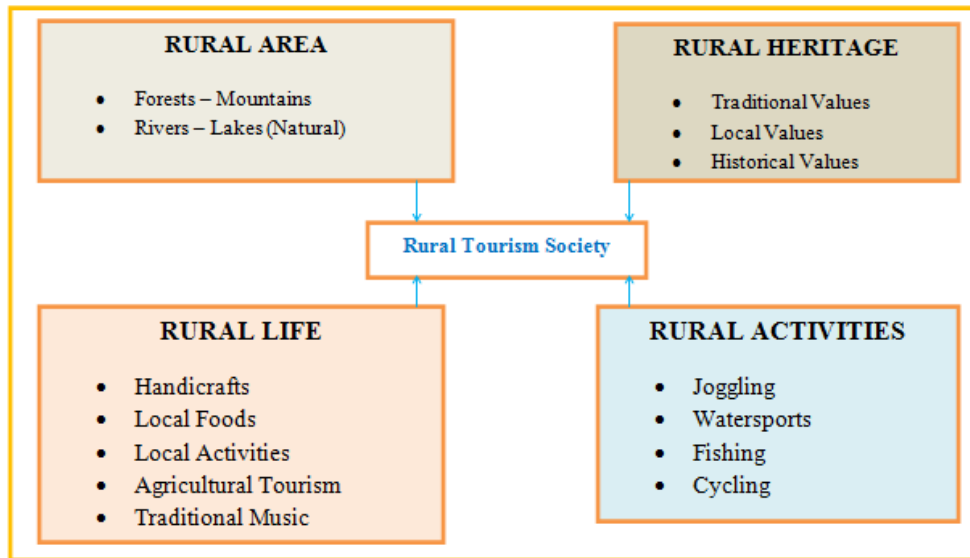 RURAL AREA
• Forests – Mountains
• Rivers – Lakes (Natural)
RURAL HERITAGE
• Traditional Values
• Local Values
• Historical Values
Rural Tourism Society
RURAL LIFE
• Handicrafts
• Local Foods
• Local Activities
• Agricultural Tourism
• Traditional Music
RURAL ACTIVITIES
• Joggling
• Watersports
• Fishing
• Cycling